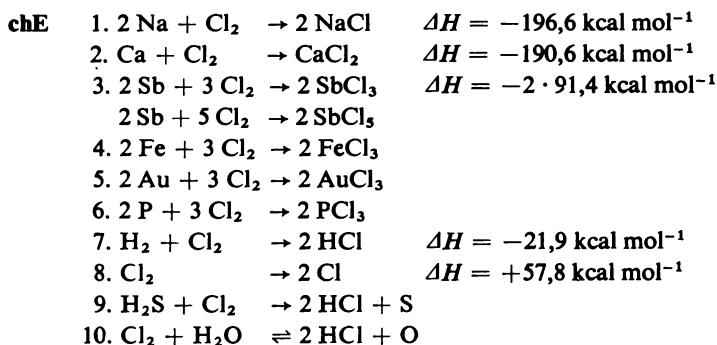 chE 1. 2 Na + Cl₂ → 2 NaCl ΔH = −196,6 kcal mol⁻¹
2. Ca + Cl₂ → CaCl₂ ΔH = −190,6 kcal mol⁻¹
3. 2 Sb + 3 Cl₂ → 2 SbCl₃ ΔH = −2 · 91,4 kcal mol⁻¹
2 Sb + 5 Cl₂ → 2 SbCl₅
4. 2 Fe + 3 Cl₂ → 2 FeCl₃
5. 2 Au + 3 Cl₂ → 2 AuCl₃
6. 2 P + 3 Cl₂ → 2 PCl₃
7. H₂ + Cl₂ → 2 HCl ΔH = −21,9 kcal mol⁻¹
8. Cl₂ → 2 Cl ΔH = +57,8 kcal mol⁻¹
9. H₂S + Cl₂ → 2 HCl + S
10. Cl₂ + H₂O ⇌ 2 HCl + O